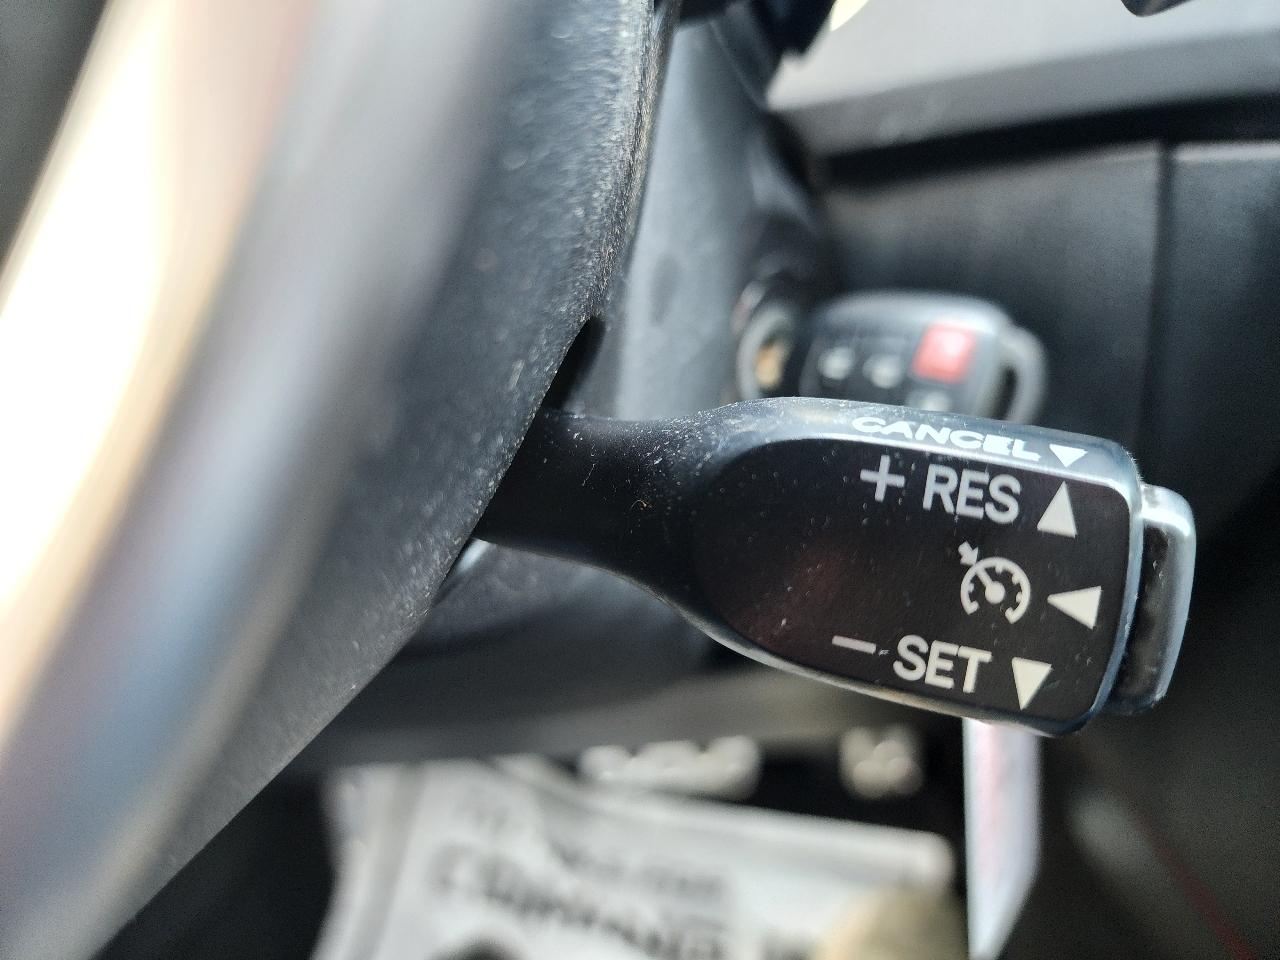 CANCEL
+ RES
- SET